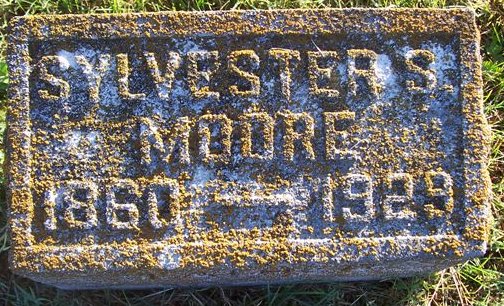 SYLVESTER S.
MOORE
1860 — 1929